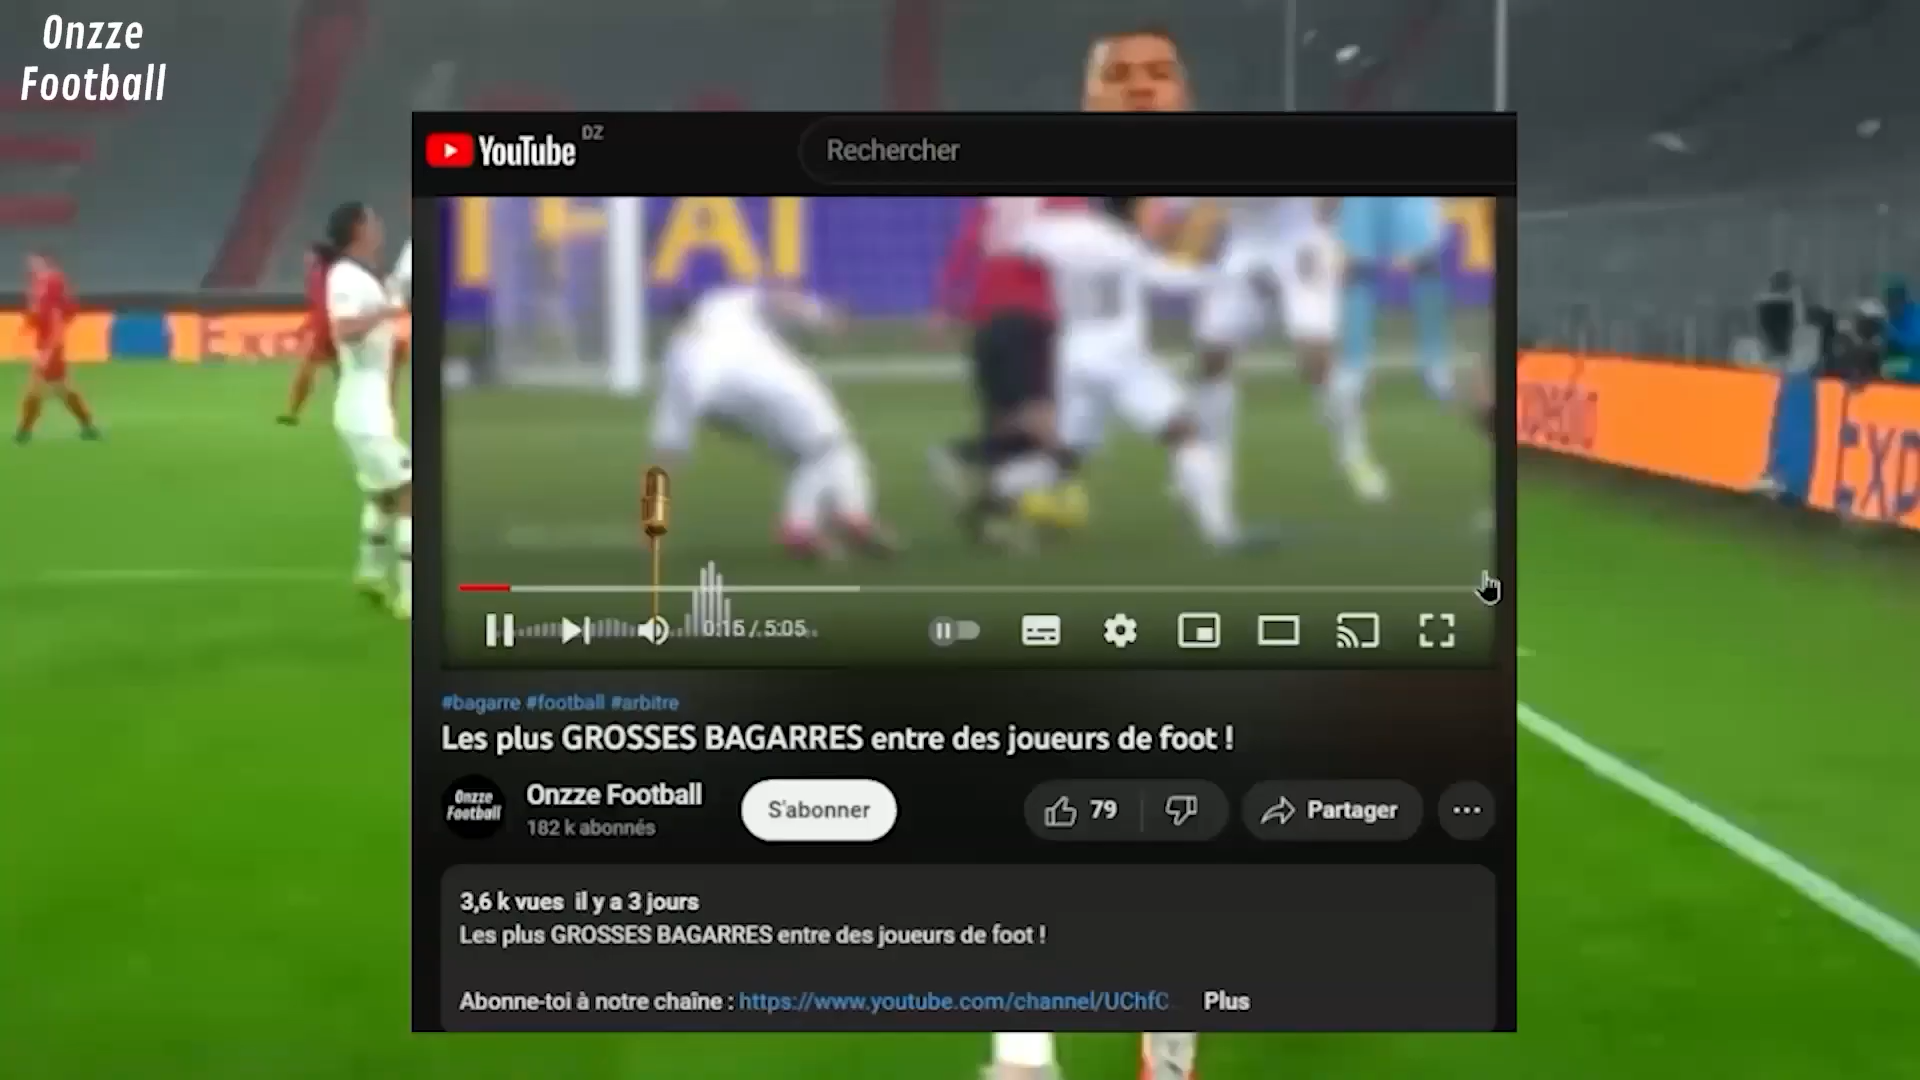 Onzze
Football
YouTube DZ
Rechercher
0:15 / 5:05
#bagarre #football #arbitre
Les plus GROSSES BAGARRES entre des joueurs de foot !
Onzze
Football
Onzze Football
182 k abonnés
S'abonner
79
Partager
3,6 k vues il y a 3 jours
Les plus GROSSES BAGARRES entre des joueurs de foot !
Abonne-toi à notre chaîne : https://www.youtube.com/channel/UChfC
Plus